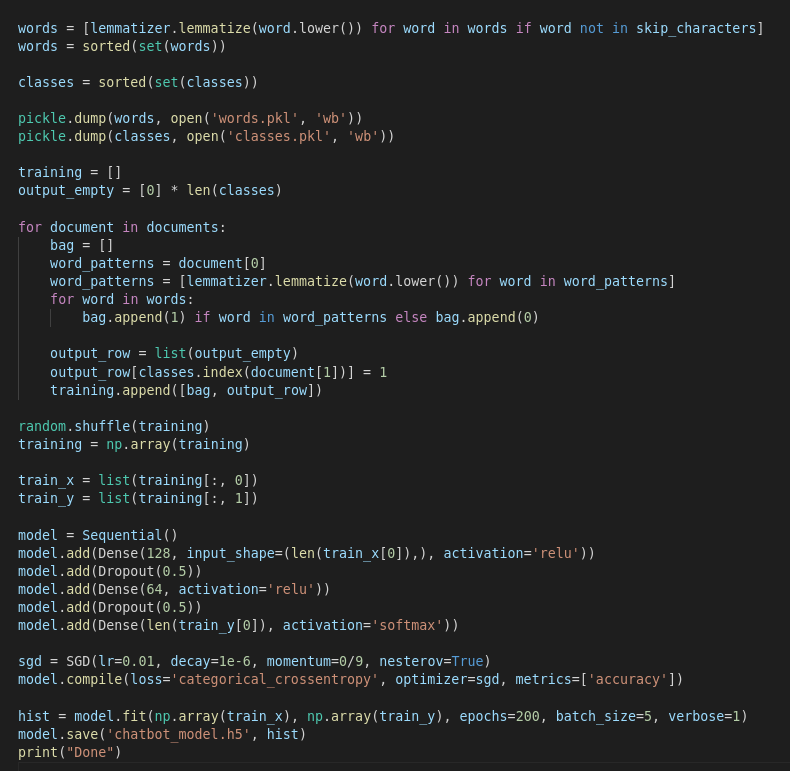 words = [lemmatizer.lemmatize(word.lower()) for word in words if word not in skip_characters]
words = sorted(set(words))

classes = sorted(set(classes))

pickle.dump(words, open('words.pkl', 'wb'))
pickle.dump(classes, open('classes.pkl', 'wb'))

training = []
output_empty = [0] * len(classes)

for document in documents:
    bag = []
    word_patterns = document[0]
    word_patterns = [lemmatizer.lemmatize(word.lower()) for word in word_patterns]
    for word in words:
        bag.append(1) if word in word_patterns else bag.append(0)

    output_row = list(output_empty)
    output_row[classes.index(document[1])] = 1
    training.append([bag, output_row])

random.shuffle(training)
training = np.array(training)

train_x = list(training[:, 0])
train_y = list(training[:, 1])

model = Sequential()
model.add(Dense(128, input_shape=(len(train_x[0]),), activation='relu'))
model.add(Dropout(0.5))
model.add(Dense(64, activation='relu'))
model.add(Dropout(0.5))
model.add(Dense(len(train_y[0]), activation='softmax'))

sgd = SGD(lr=0.01, decay=1e-6, momentum=0/9, nesterov=True)
model.compile(loss='categorical_crossentropy', optimizer=sgd, metrics=['accuracy'])

hist = model.fit(np.array(train_x), np.array(train_y), epochs=200, batch_size=5, verbose=1)
model.save('chatbot_model.h5', hist)
print("Done")